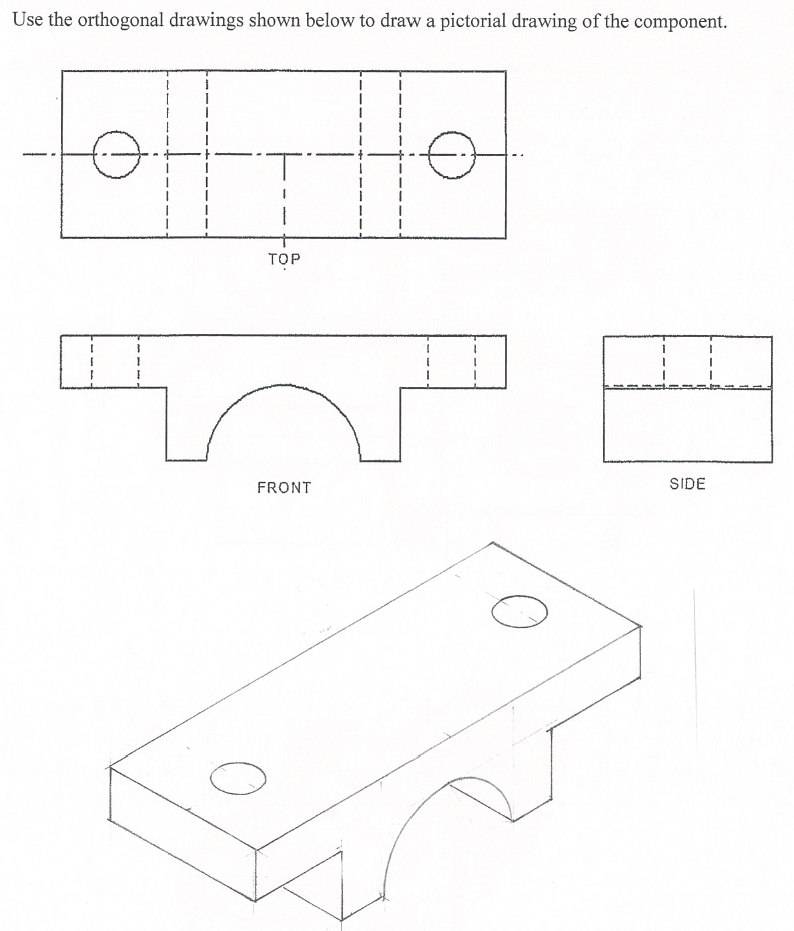 Use the orthogonal drawings shown below to draw a pictorial drawing of the component.
TOP
FRONT
SIDE